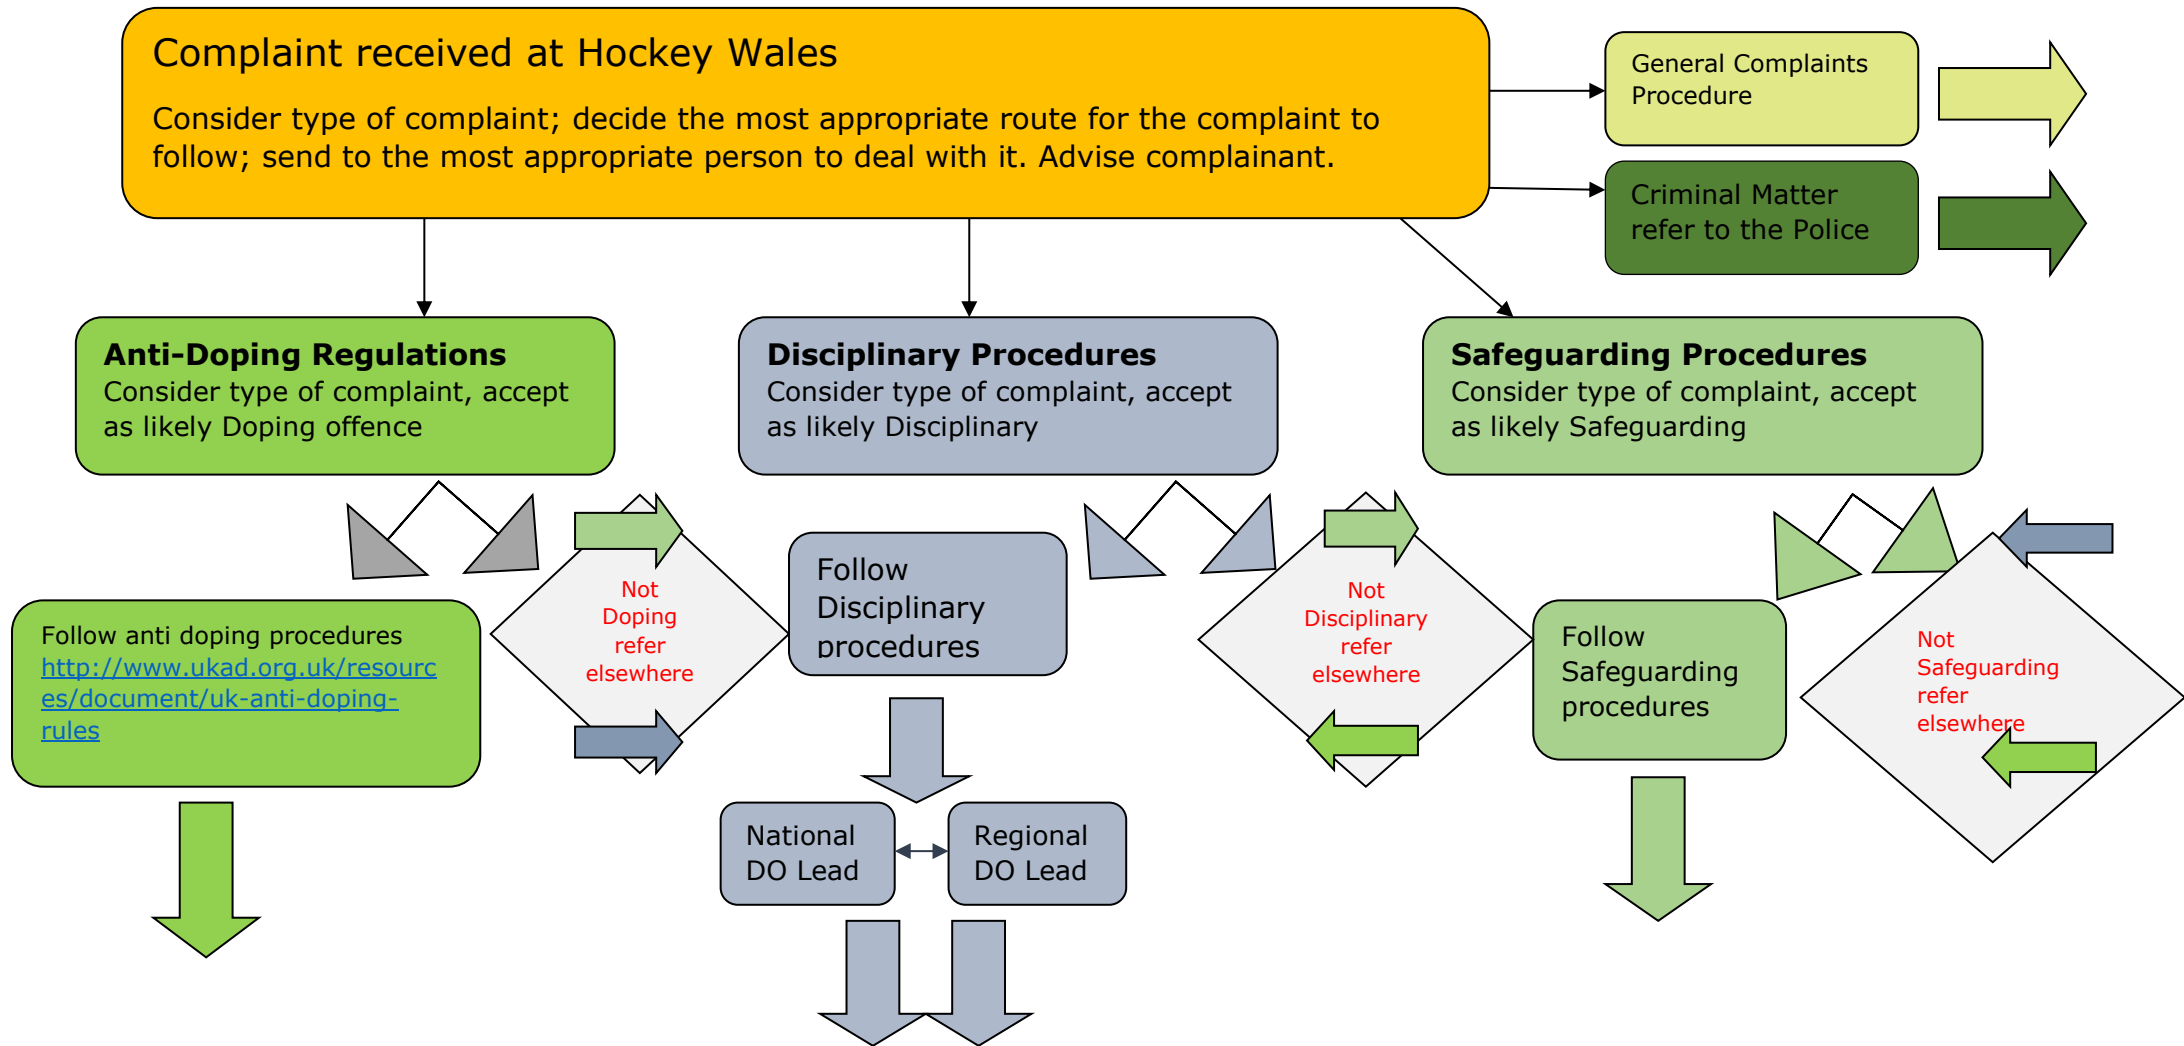 Complaint received at Hockey Wales
Consider type of complaint; decide the most appropriate route for the complaint to
follow; send to the most appropriate person to deal with it. Advise complainant.
General Complaints
Procedure
Criminal Matter
refer to the Police
Anti-Doping Regulations
Consider type of complaint, accept
as likely Doping offence
Disciplinary Procedures
Consider type of complaint, accept
as likely Disciplinary
Safeguarding Procedures
Consider type of complaint, accept
as likely Safeguarding
Follow anti doping procedures
http://www.ukad.org.uk/resourc
es/document/uk-anti-doping-
rules
Not
Doping
refer
elsewhere
Follow
Disciplinary
procedures
Not
Disciplinary
refer
elsewhere
Follow
Safeguarding
procedures
Not
Safeguarding
refer
elsewhere
National
DO Lead
Regional
DO Lead